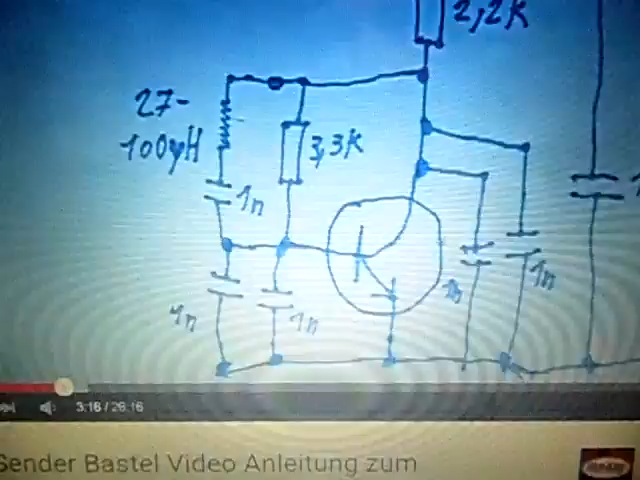 2,2k
27-
100µH
3,3k
1n
1n
1n
1n
1n
3:16 / 26:16
Sender Bastel Video Anleitung zum